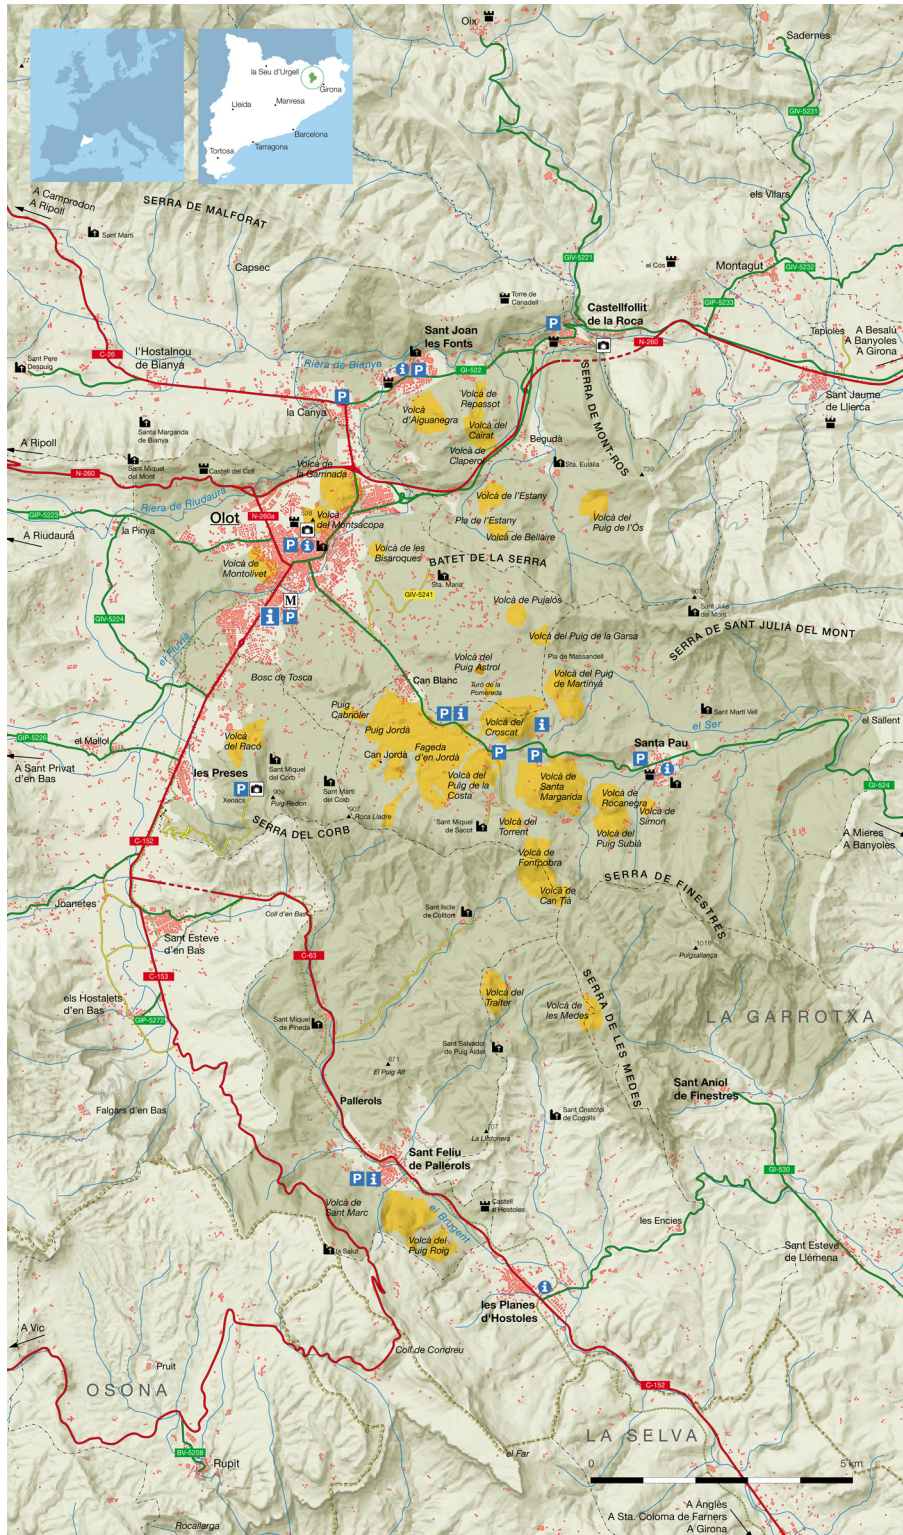 Oix
Sadernes
la Seu d'Urgell
Girona
Lleida
Manresa
Barcelona
Tarragona
Tortosa
GIV-5231
A Camprodon
A Ripoll
SERRA DE MALFORAT
els Vilars
Sant Martí
Capsec
GIV-5221
el Cós
Montagut
GIV-5232
Torre de
Canadell
Castellfollit
de la Roca
GIP-5233
Sant Joan
les Fonts
N-260
Tapioles
A Besalú
A Banyoles
A Girona
C-26
l'Hostalnou
de Bianya
Sant Pere
Despuig
Riera de Bianya
GI-522
SERRA DE MONT-ROS
Sant Jaume
de Llierca
la Canya
Volcà
d'Aiguanegra
Volcà de
Repassot
Volcà del
Cairat
Santa Margarida
de Bianya
Begudà
A Ripoll
Volcà de
Claperols
Sant Miquel
del Mont
Castell del Coll
Volcà de
la Garrinada
Sta. Eulàlia
739
N-260
Riera de Riudaura
Volcà de l'Estany
GIV-5223
Olot
N-260a
Volcà
del Montsacopa
Pla de l'Estany
Volcà del
Puig de l'Òs
la Pinya
A Riudaura
Volcà de Bellaire
Volcà de les
Bisaroques
BATET DE LA SERRA
Volcà de
Montolivet
Sta. Maria
GIV-5241
M
907
Volcà de Pujalós
Sant Julià
del Mont
GIV-5224
SERRA DE SANT JULIÀ DEL MONT
el Fluvià
Volcà del Puig de la Garsa
Volcà del
Puig Astrol
Pla de Massandell
Bosc de Tosca
Can Blanc
Turó de la
Pomareda
Volcà del Puig
de Martinyà
Puig
Cabrioler
Sant Martí Vell
el Sallent
Puig Jordà
Volcà del
Croscat
el Ser
GIP-5226
el Mallol
Volcà
del Racó
Can Jordà
Fageda
d'en Jordà
Santa Pau
A Sant Privat
d'en Bas
les Preses
Sant Miquel
del Corb
Sant Martí
del Corb
Volcà del
Puig de la
Costa
Volcà de
Santa
Margarida
GI-524
Xenacs
909
Puig Redon
907
Roca Lladre
Volcà de
Rocanegra
Volcà de
Simon
SERRA DEL CORB
Sant Miquel
de Sacot
Volcà del
Torrent
Volcà del
Puig Subià
A Mieres
A Banyoles
C-152
Volcà de
Fontpobra
SERRA DE FINESTRES
Volcà de
Can Tià
Joanetes
Coll d'en Bas
Sant Iscle
de Colltort
Sant Esteve
d'en Bas
1016
Puigsallança
C-63
C-153
SERRA DE LES MEDES
els Hostalets
d'en Bas
Volcà del
Traiter
Volcà de
les Medes
GIP-5272
Sant Miquel
de Pineda
LA GARROTXA
Sant Salvador
de Puig Alder
671
El Puig Alt
Sant Aniol
de Finestres
Falgars d'en Bas
Pallerols
Sant Cristòfol
de Cogolls
707
La Llistonera
Sant Feliu
de Pallerols
GI-530
Volcà de
Sant Marc
Castell
d'Hostoles
el Brugent
les Encies
Volcà del
Puig Roig
la Salut
Sant Esteve
de Llémena
les Planes
d'Hostoles
A Vic
Coll de Condreu
Pruit
C-152
OSONA
LA SELVA
BV-5208
el Far
Rupit
0
5 km
Rocallarga
A Anglès
A Sta. Coloma de Farners
A Girona